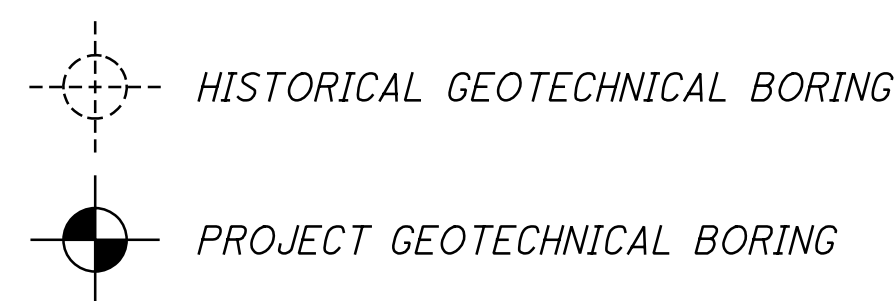 HISTORICAL GEOTECHNICAL BORING
PROJECT GEOTECHNICAL BORING